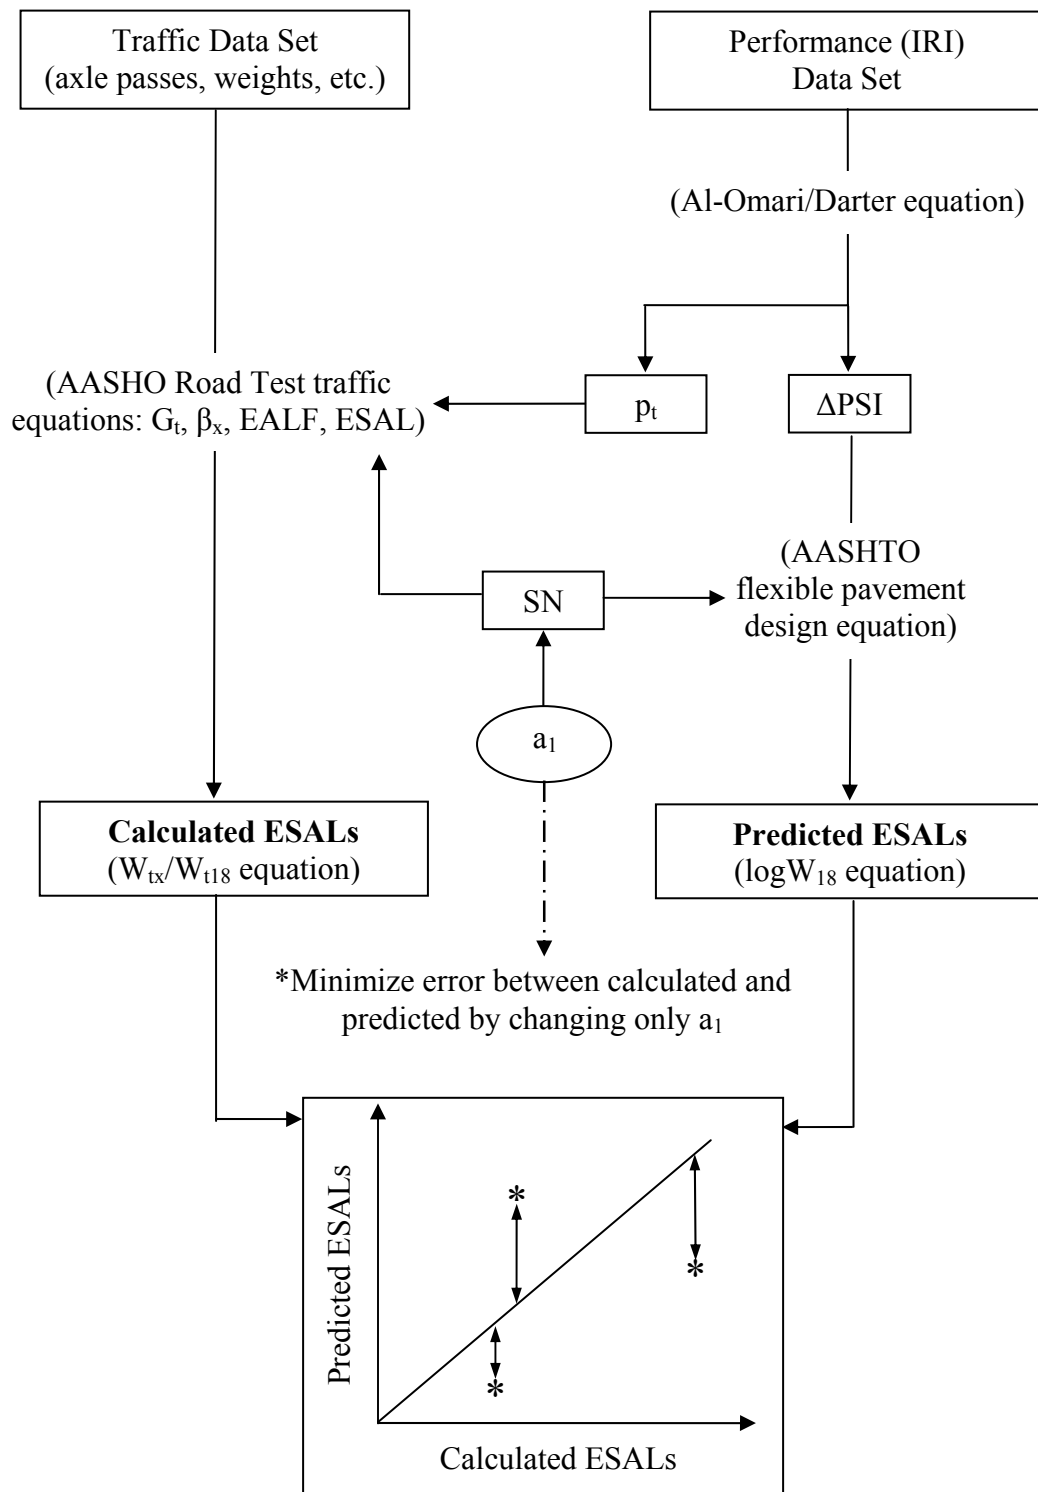 Traffic Data Set
(axle passes, weights, etc.)
Performance (IRI)
Data Set
(Al-Omari/Darter equation)
(AASHO Road Test traffic
equations: Gₜ, βₓ, EALF, ESAL)
pₜ
ΔPSI
SN
(AASHTO
flexible pavement
design equation)
a₁
Calculated ESALs
(Wₜₓ/Wₜ₁₈ equation)
Predicted ESALs
(logW₁₈ equation)
*Minimize error between calculated and
predicted by changing only a₁
Predicted ESALs
*
*
*
Calculated ESALs